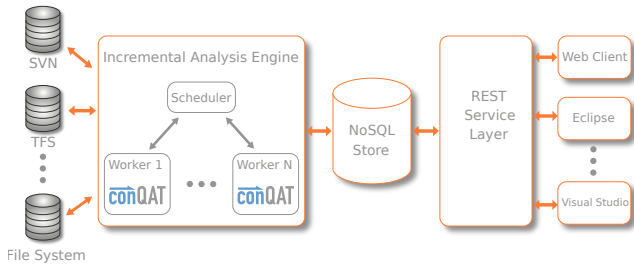 SVN
TFS
File System
Incremental Analysis Engine
Scheduler
Worker 1
conQAT
Worker N
conQAT
NoSQL
Store
REST
Service
Layer
Web Client
Eclipse
Visual Studio